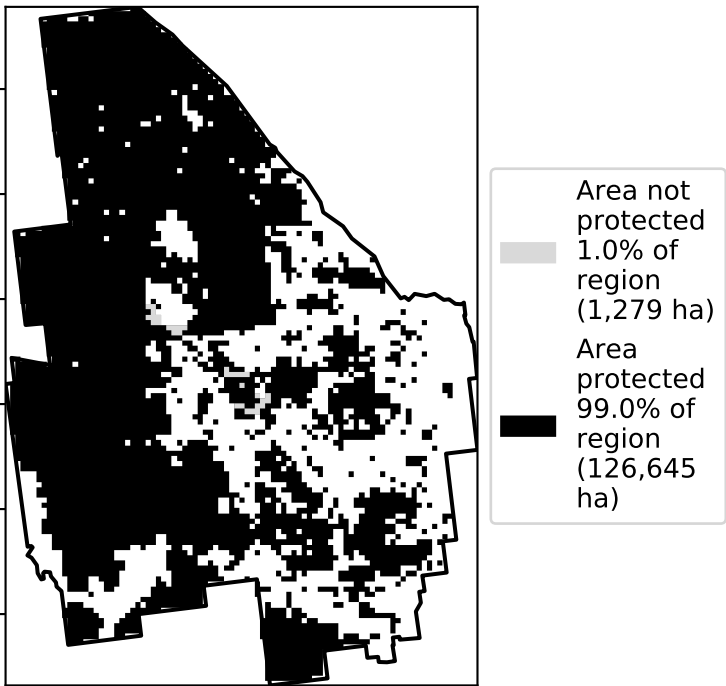 Area not
protected
1.0% of
region
(1,279 ha)
Area
protected
99.0% of
region
(126,645
ha)